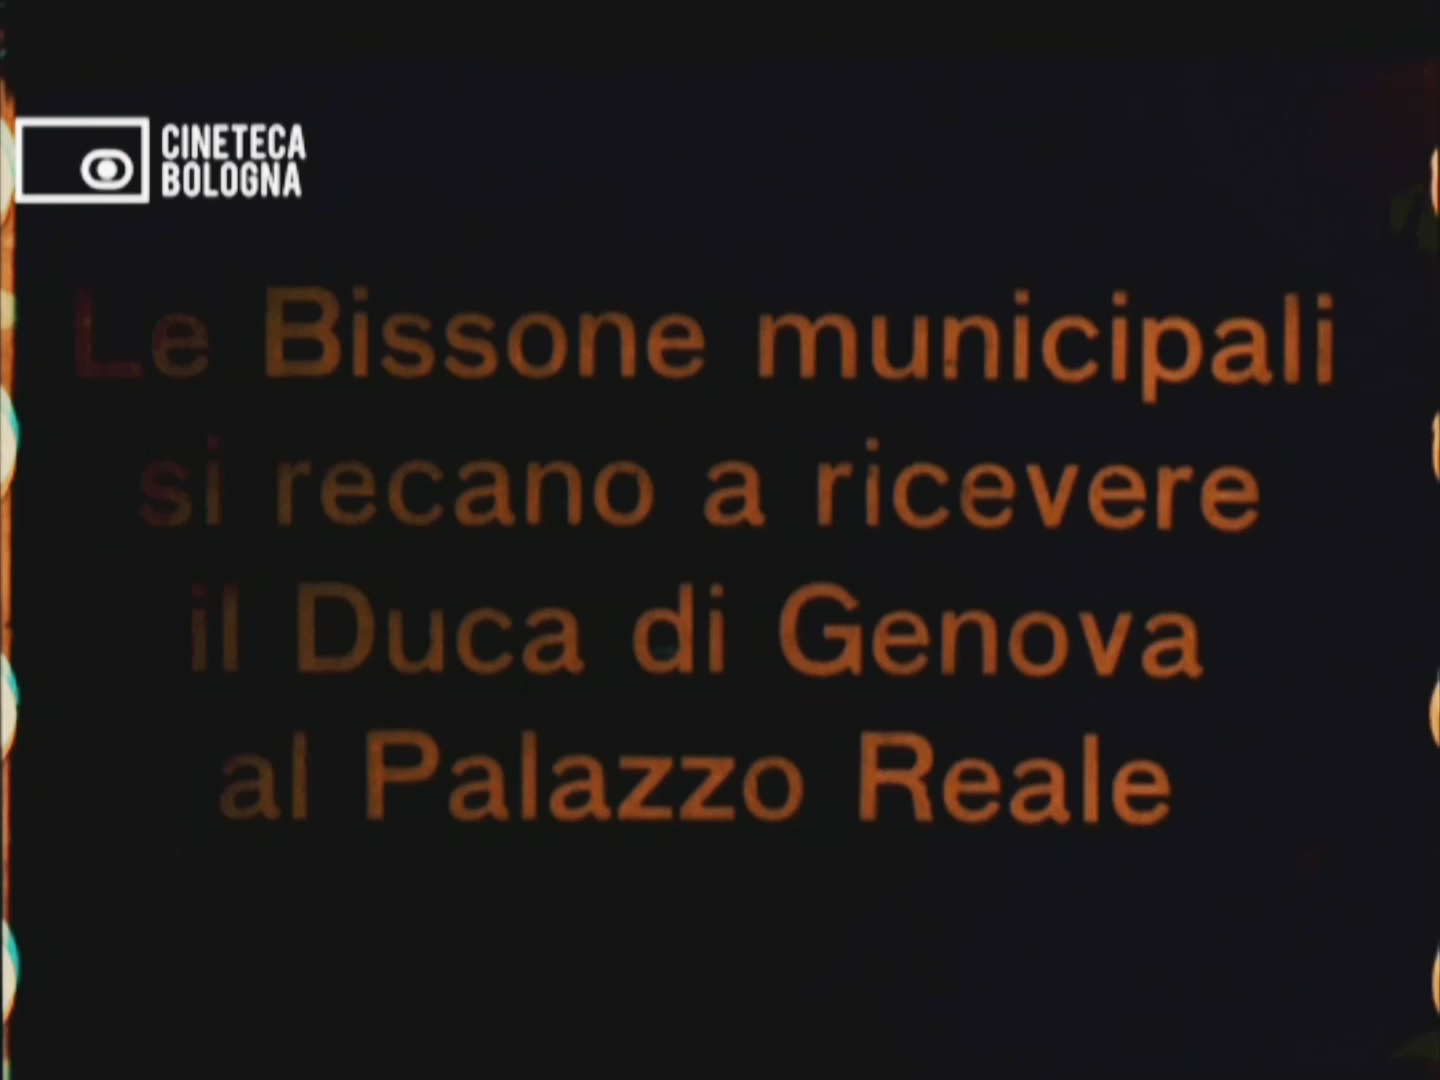 CINETECA
BOLOGNA
Le Bissone municipali
si recano a ricevere
il Duca di Genova
al Palazzo Reale